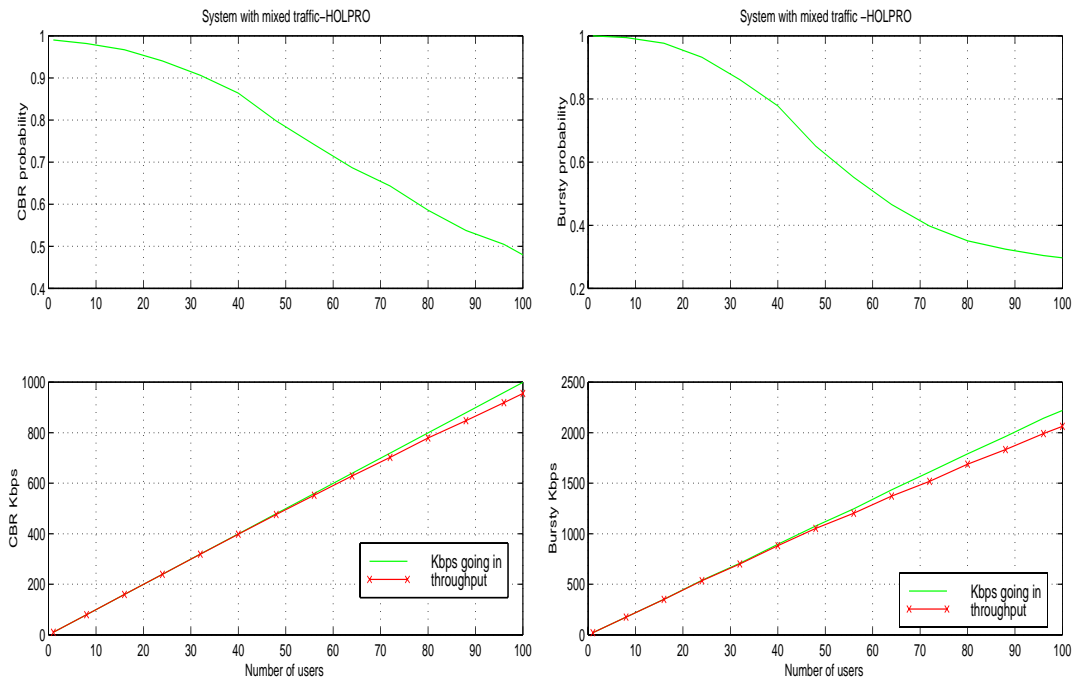 System with mixed traffic-HOLPRO
CBR probability
1
0.9
0.8
0.7
0.6
0.5
0.4
0 10 20 30 40 50 60 70 80 90 100
System with mixed traffic -HOLPRO
Bursty probability
1
0.8
0.6
0.4
0.2
0 10 20 30 40 50 60 70 80 90 100
CBR Kbps
1000
800
600
400
200
0
Kbps going in
throughput
0 10 20 30 40 50 60 70 80 90 100
Number of users
Bursty Kbps
2500
2000
1500
1000
500
0
Kbps going in
throughput
0 10 20 30 40 50 60 70 80 90 100
Number of users